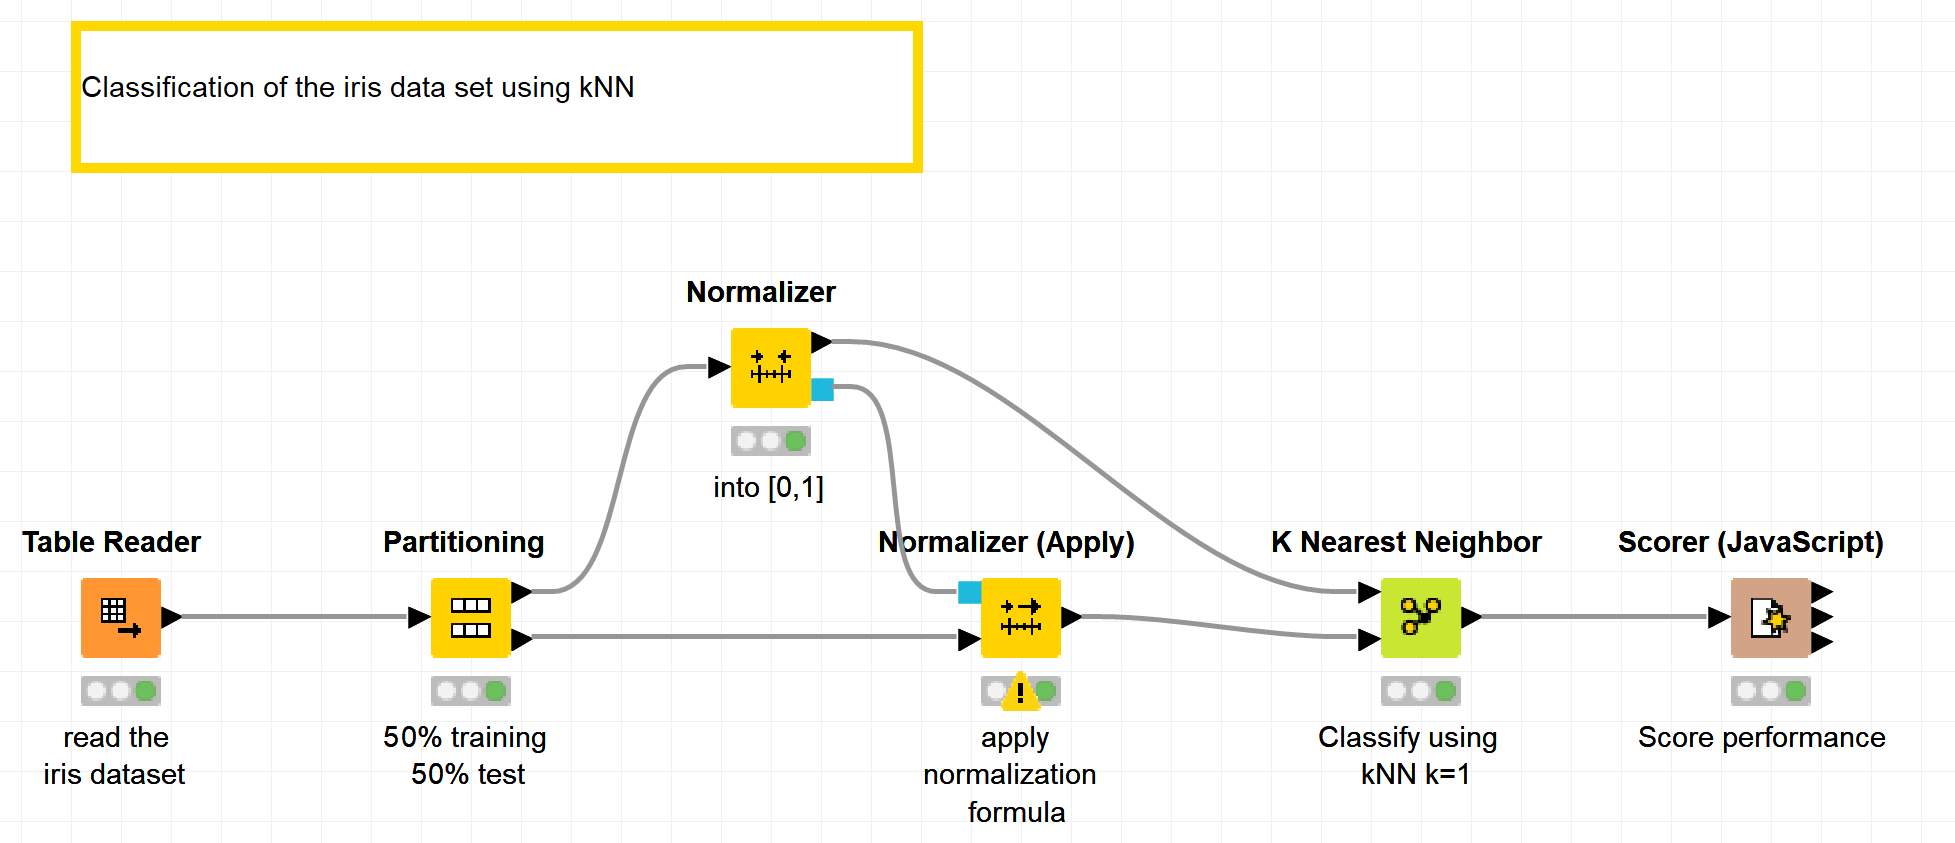 Classification of the iris data set using kNN
Normalizer
into [0,1]
Table Reader
read the
iris dataset
Partitioning
50% training
50% test
Normalizer (Apply)
apply
normalization
formula
K Nearest Neighbor
Classify using
kNN k=1
Scorer (JavaScript)
Score performance